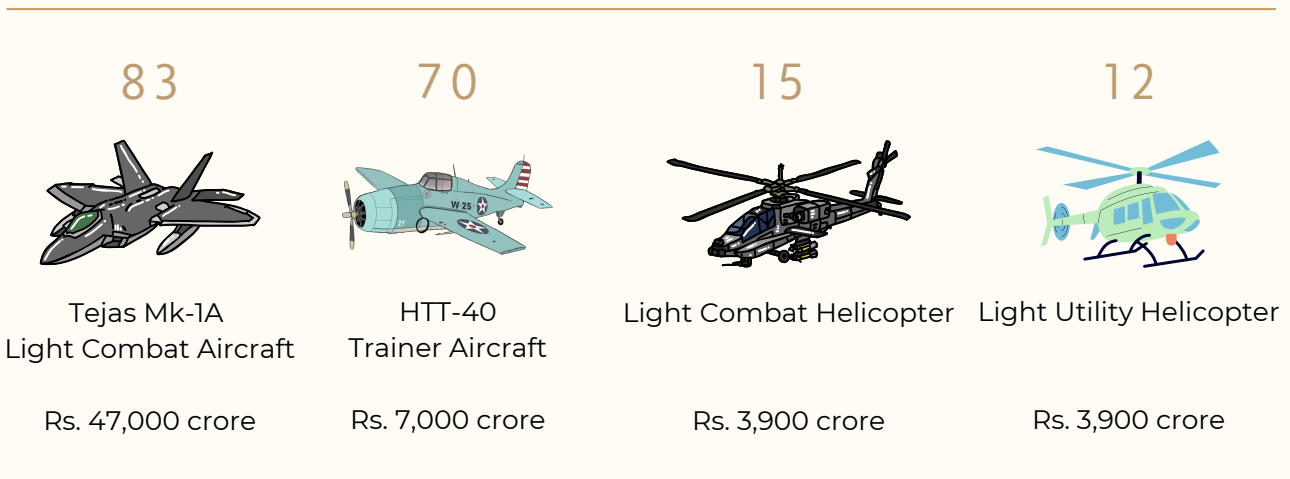 83
70
15
12
W-25
21
Tejas Mk-1A
Light Combat Aircraft
HTT-40
Trainer Aircraft
Light Combat Helicopter
Light Utility Helicopter
Rs. 47,000 crore
Rs. 7,000 crore
Rs. 3,900 crore
Rs. 3,900 crore